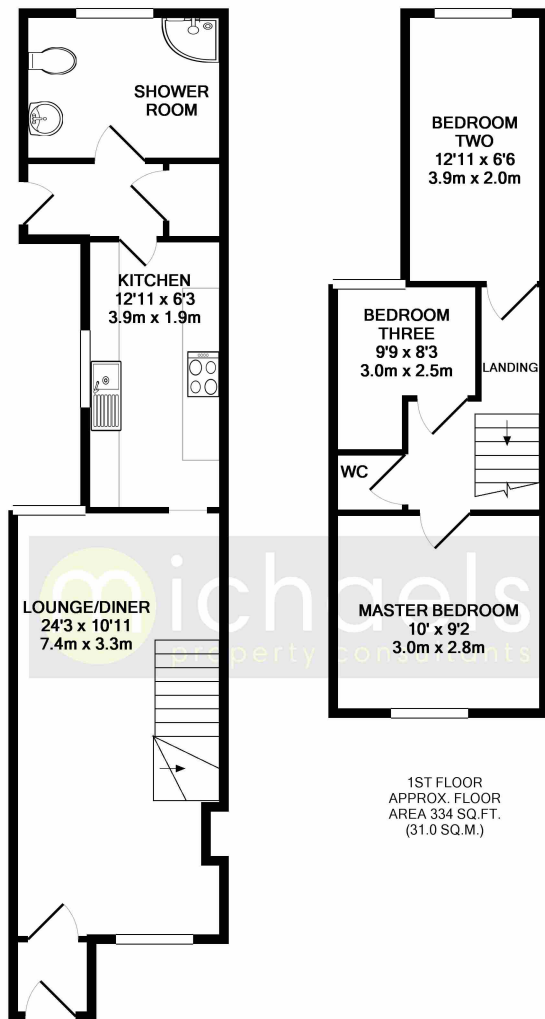 SHOWER
ROOM
KITCHEN
12'11 x 6'3
3.9m x 1.9m
LOUNGE/DINER
24'3 x 10'11
7.4m x 3.3m
BEDROOM
TWO
12'11 x 6'6
3.9m x 2.0m
BEDROOM
THREE
9'9 x 8'3
3.0m x 2.5m
LANDING
WC
MASTER BEDROOM
10' x 9'2
3.0m x 2.8m
michaels
property consultants
1ST FLOOR
APPROX. FLOOR
AREA 334 SQ.FT.
(31.0 SQ.M.)